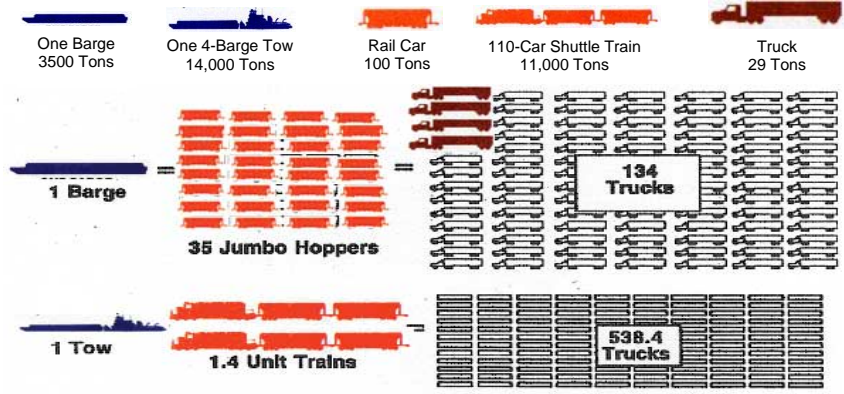 One Barge
3500 Tons
One 4-Barge Tow
14,000 Tons
Rail Car
100 Tons
110-Car Shuttle Train
11,000 Tons
Truck
29 Tons
1 Barge
=
35 Jumbo Hoppers
=
134
Trucks
1 Tow
1.4 Unit Trains
=
538.4
Trucks